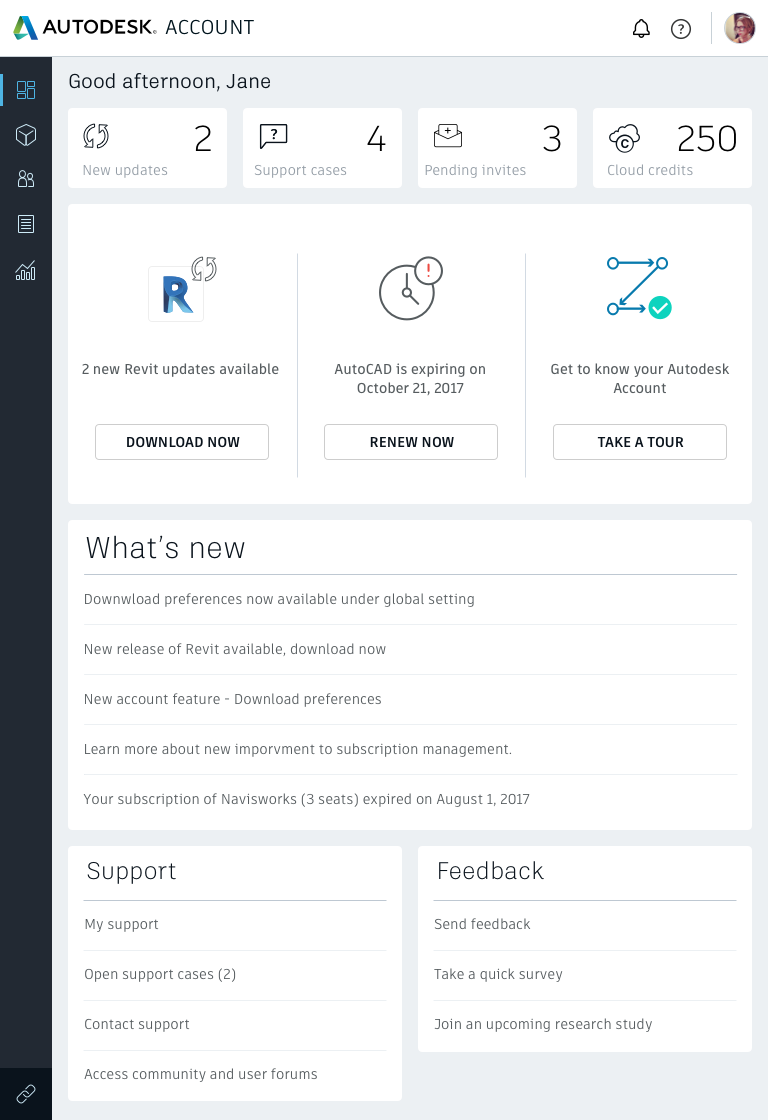 AUTODESK® ACCOUNT
Good afternoon, Jane
2
New updates
4
Support cases
3
Pending invites
250
Cloud credits
2 new Revit updates available
DOWNLOAD NOW
AutoCAD is expiring on
October 21, 2017
RENEW NOW
Get to know your Autodesk
Account
TAKE A TOUR
What's new
Downwload preferences now available under global setting
New release of Revit available, download now
New account feature - Download preferences
Learn more about new imporvment to subscription management.
Your subscription of Navisworks (3 seats) expired on August 1, 2017
Support
My support
Open support cases (2)
Contact support
Access community and user forums
Feedback
Send feedback
Take a quick survey
Join an upcoming research study